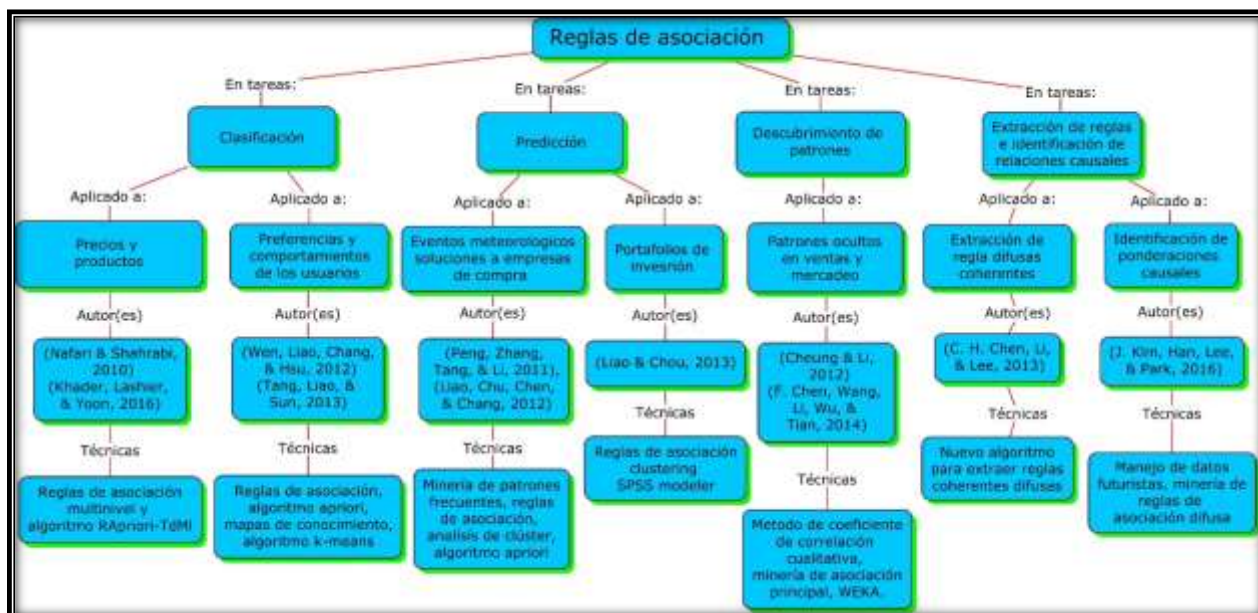 Reglas de asociación
En tareas:
En tareas:
En tareas:
En tareas:
Clasificación
Predicción
Descubrimiento de
patrones
Extracción de reglas
e identificación de
relaciones causales
Aplicado a:
Aplicado a:
Aplicado a:
Aplicado a:
Aplicado a:
Aplicado a:
Aplicado a:
Precios y
productos
Preferencias y
comportamientos
de los usuarios
Eventos meteorologicos
soluciones a empresas
de compra
Portafolios de
invesrión
Patrones ocultos
en ventas y
mercadeo
Extracción de
regla difusas
coherentes
Identificación de
ponderaciones
causales
Autor(es)
Autor(es)
Autor(es)
Autor(es)
Autor(es)
Autor(es)
Autor(es)
(Nafari & Shahrabi,
2010)
(Khader, Lashier,
& Yoon, 2016)
(Wen, Liao, Chang,
& Hsu, 2012)
(Tang, Liao, &
Sun, 2013)
(Peng, Zhang,
Tang, & Li, 2011),
(Liao, Chu, Chen,
& Chang, 2012)
(Liao & Chou, 2013)
(Cheung & Li,
2012)
(F. Chen, Wang,
Li, Wu, &
Tian, 2014)
(C. H. Chen, Li,
& Lee, 2013)
(J. Kim, Han, Lee,
& Park, 2016)
Técnicas
Técnicas
Técnicas
Técnicas
Técnicas
Técnicas
Técnicas
Reglas de asociación
multinivel y
algoritmo RApriori-TdMl
Reglas de asociación,
algoritmo apriori,
mapas de conocimiento,
algoritmo k-means
Minería de patrones
frecuentes, reglas
de asociación,
analisis de clúster,
algoritmo apriori
Reglas de asociación
clustering
SPSS modeler
Metodo de coeficiente
de correlación
cualitativa,
minería de asociación
principal, WEKA.
Nuevo algoritmo
para extraer reglas
coherentes difuses
Manejo de datos
futuristas, minería de
reglas de
asociación difusa